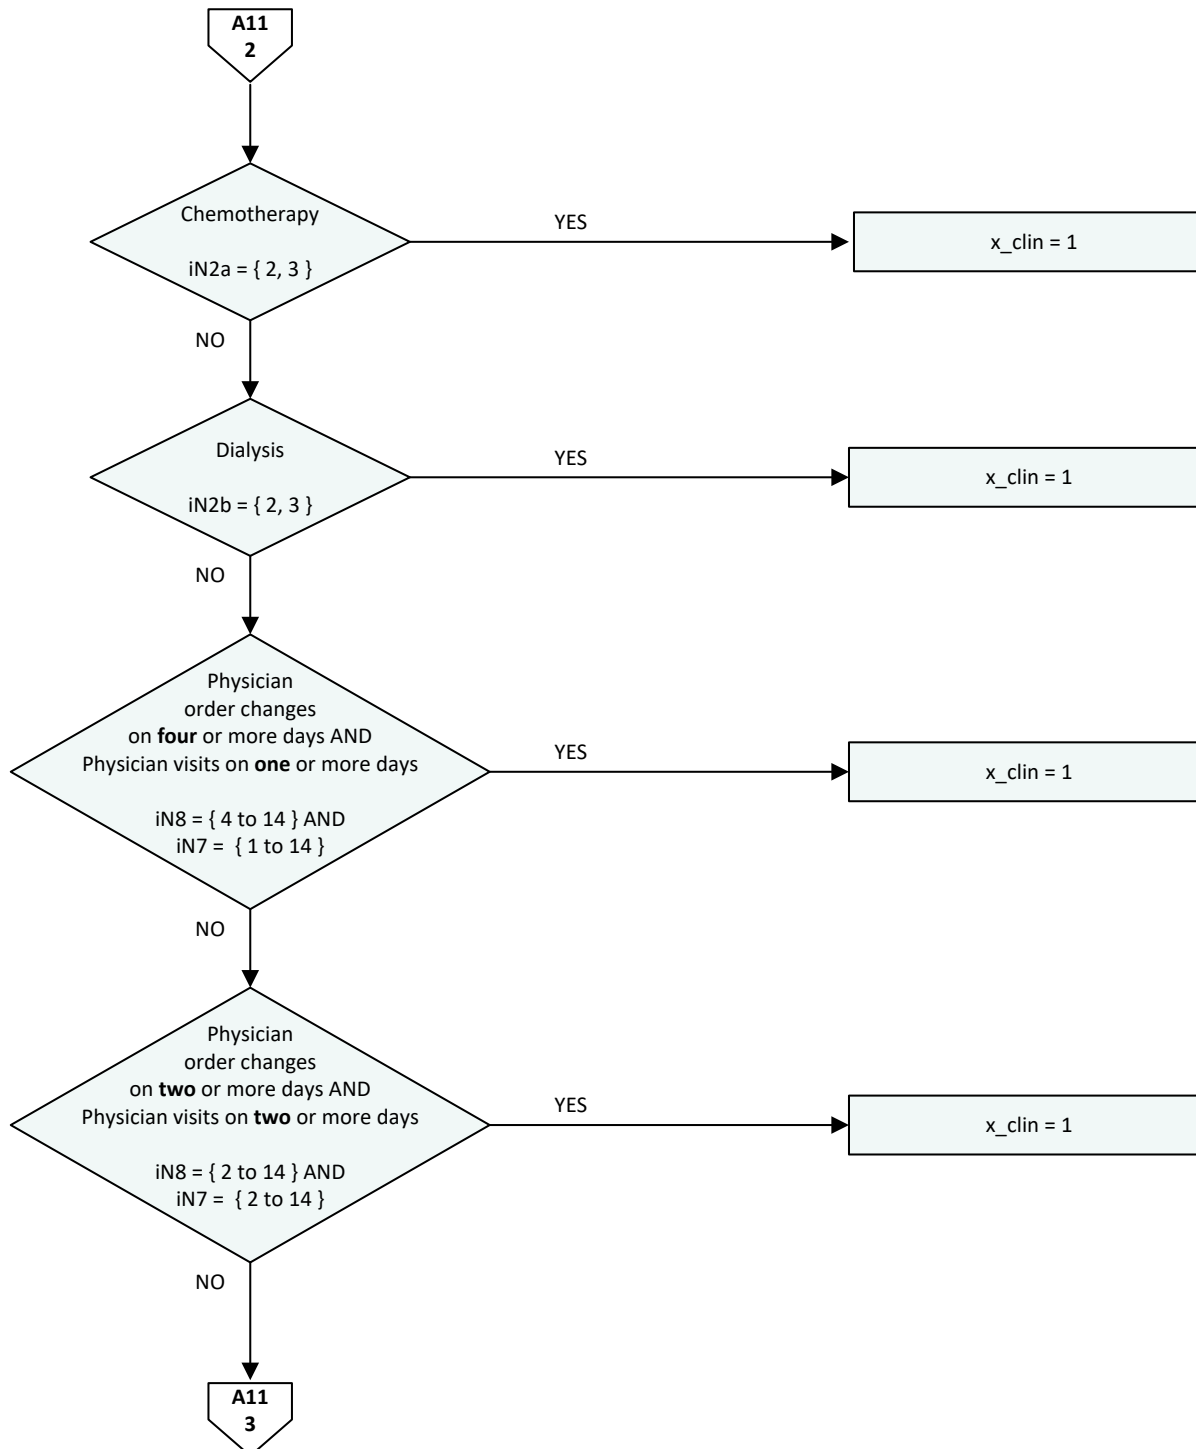 A11
2
Chemotherapy
iN2a = { 2, 3 }
YES
x_clin = 1
NO
Dialysis
iN2b = { 2, 3 }
YES
x_clin = 1
NO
Physician
order changes
on four or more days AND
Physician visits on one or more days
iN8 = { 4 to 14 } AND
iN7 =  { 1 to 14 }
YES
x_clin = 1
NO
Physician
order changes
on two or more days AND
Physician visits on two or more days
iN8 = { 2 to 14 } AND
iN7 =  { 2 to 14 }
YES
x_clin = 1
NO
A11
3